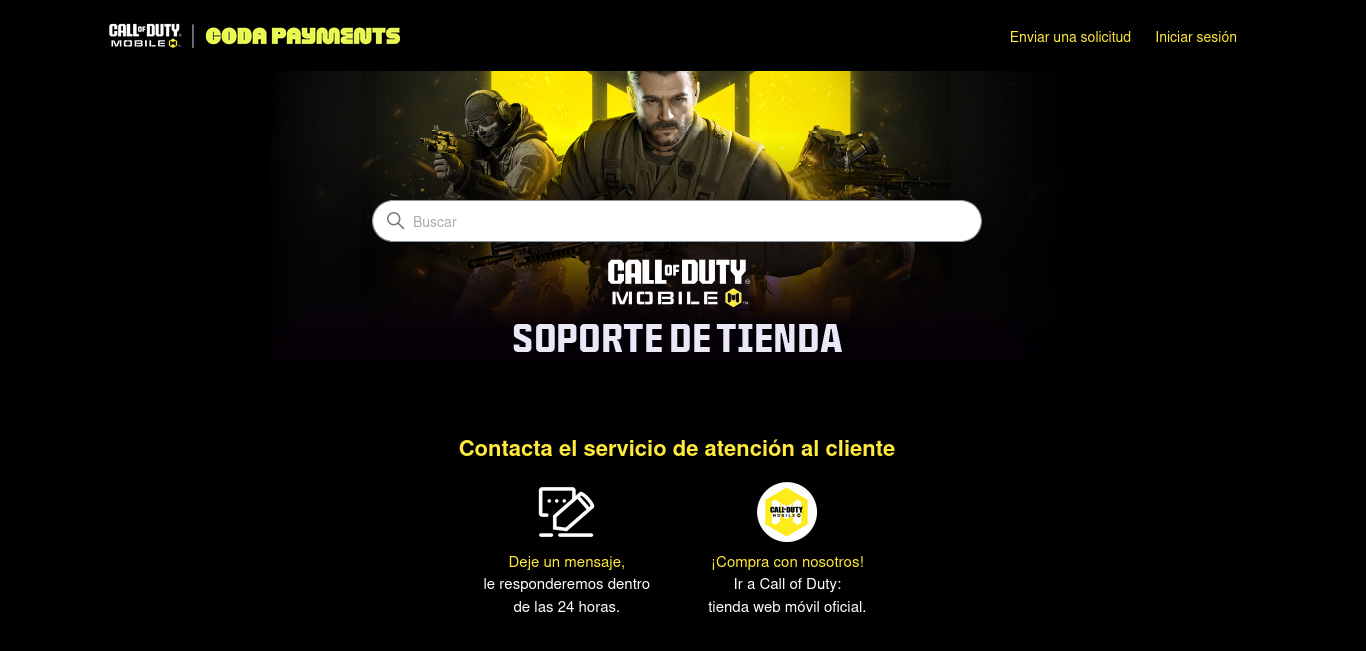 CALL OF DUTY
MOBILE
CODA PAYMENTS
Enviar una solicitud
Iniciar sesión
Buscar
CALL OF DUTY®
MOBILE ™
SOPORTE DE TIENDA
Contacta el servicio de atención al cliente
CALL OF DUTY
MOBILE
Deje un mensaje,
le responderemos dentro
de las 24 horas.
¡Compra con nosotros!
Ir a Call of Duty:
tienda web móvil oficial.